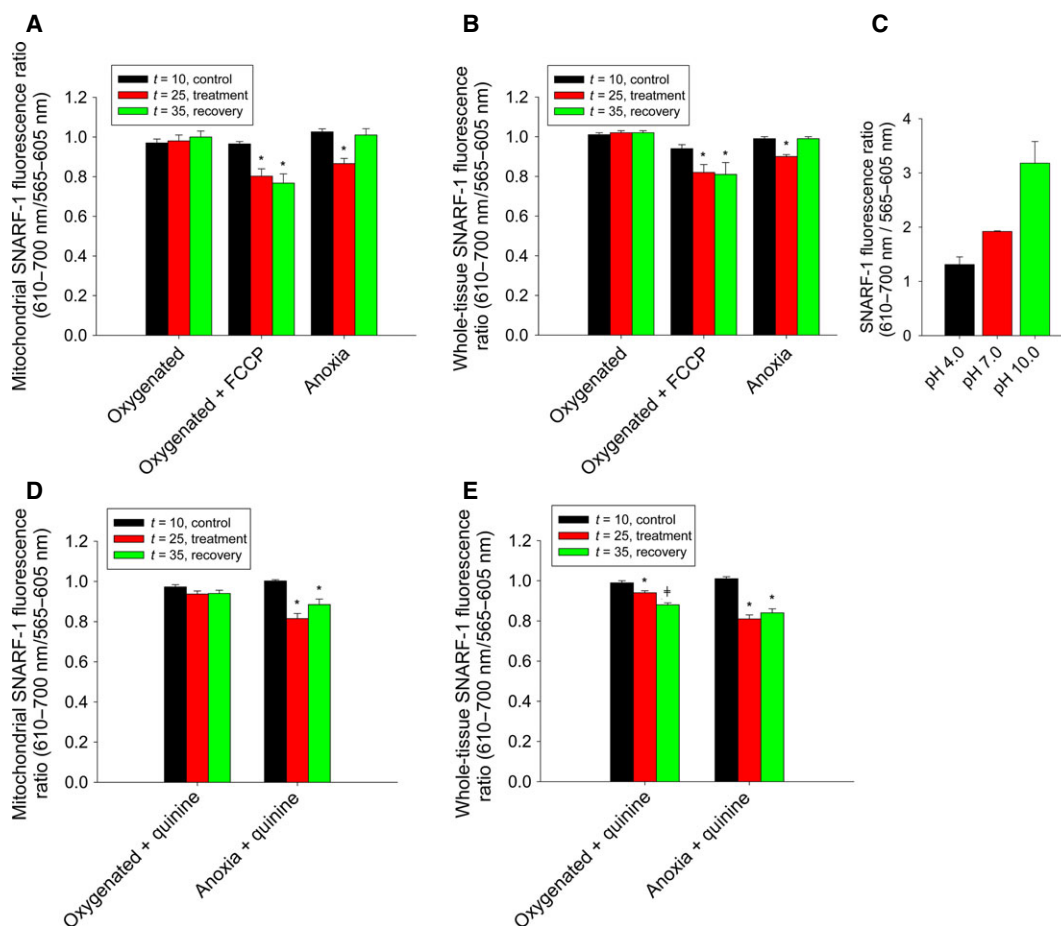 A
Mitochondrial SNARF-1 fluorescence ratio
(610–700 nm/565–605 nm)
t = 10, control
t = 25, treatment
t = 35, recovery
1.2
1.0
0.8
0.6
0.4
0.2
0.0
* * *
Oxygenated
Oxygenated + FCCP
Anoxia
B
Whole-tissue SNARF-1 fluorescence
ratio (610–700 nm/565–605 nm)
t = 10, control
t = 25, treatment
t = 35, recovery
1.2
1.0
0.8
0.6
0.4
0.2
0.0
* * *
Oxygenated
Oxygenated + FCCP
Anoxia
C
SNARF-1 fluorescence ratio
(610–700 nm / 565–605 nm)
4
3
2
1
0
pH 4.0
pH 7.0
pH 10.0
D
Mitochondrial SNARF-1 fluorescence
ratio (610–700 nm/565–605 nm)
t = 10, control
t = 25, treatment
t = 35, recovery
1.2
1.0
0.8
0.6
0.4
0.2
0.0
* *
Oxygenated + quinine
Anoxia + quinine
E
Whole-tissue SNARF-1 fluorescence
ratio (610–700 nm/565–605 nm)
t = 10, control
t = 25, treatment
t = 35, recovery
1.2
1.0
0.8
0.6
0.4
0.2
0.0
* ‡ * *
Oxygenated + quinine
Anoxia + quinine